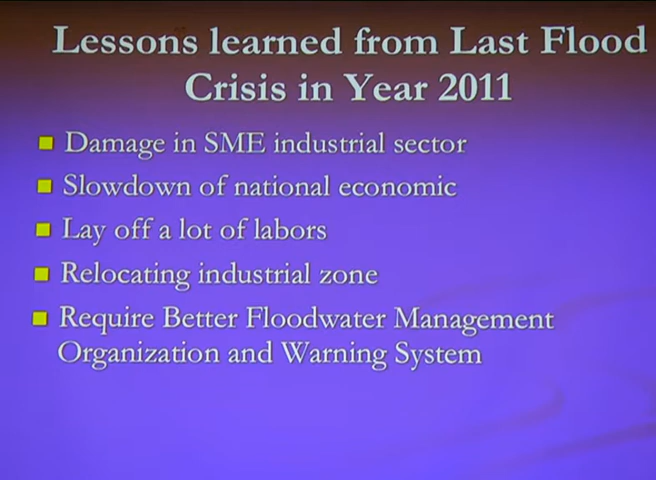 Lessons learned from Last Flood
Crisis in Year 2011
Damage in SME industrial sector
Slowdown of national economic
Lay off a lot of labors
Relocating industrial zone
Require Better Floodwater Management
Organization and Warning System